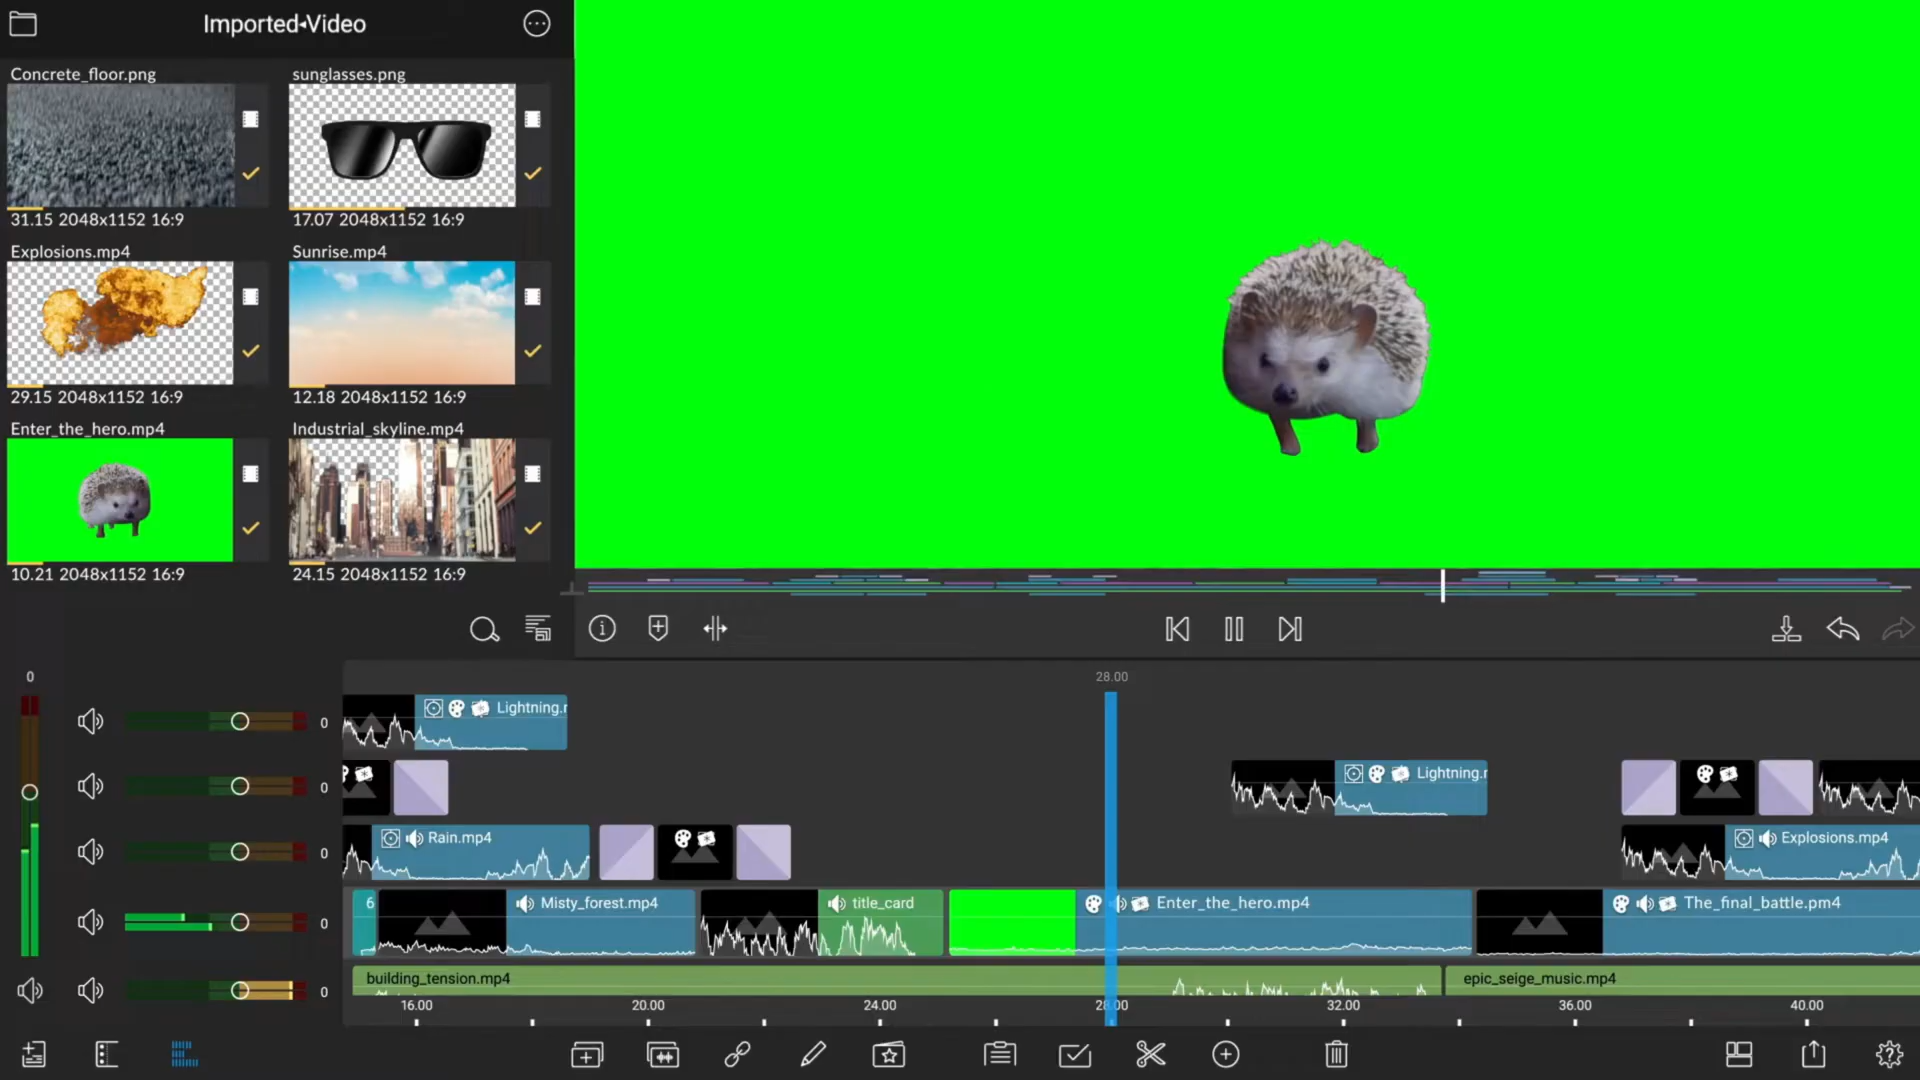 Imported Video
Concrete_floor.png
sunglasses.png
31.15 2048x1152 16:9
17.07 2048x1152 16:9
Explosions.mp4
Sunrise.mp4
29.15 2048x1152 16:9
12.18 2048x1152 16:9
Enter_the_hero.mp4
Industrial_skyline.mp4
10.21 2048x1152 16:9
24.15 2048x1152 16:9
0
28.00
0
Lightning.
0
Lightning.
0
Rain.mp4
Explosions.mp4
0
6
Misty_forest.mp4
title_card
Enter_the_hero.mp4
The_final_battle.pm4
0
building_tension.mp4
epic_seige_music.mp4
16.00
20.00
24.00
28.00
32.00
36.00
40.00